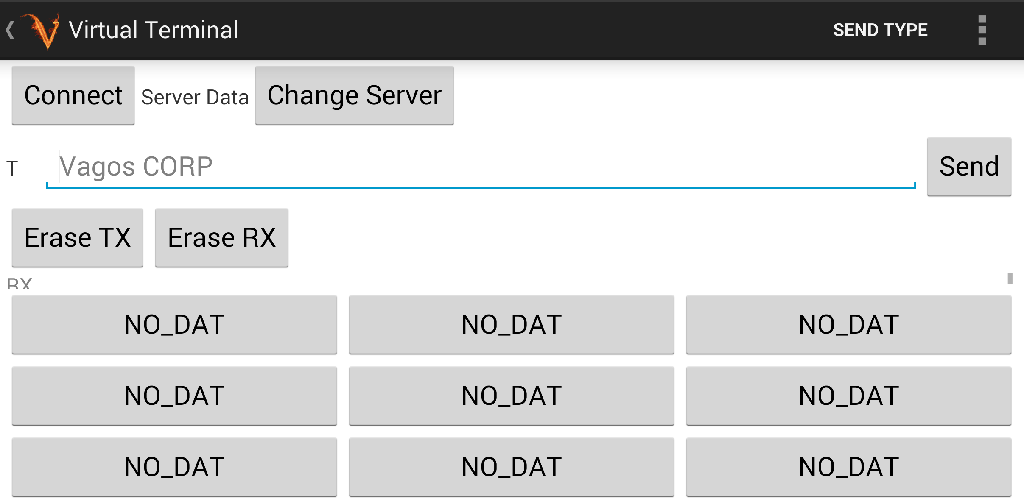 Virtual Terminal SEND TYPE
Connect Server Data Change Server
T Vagos CORP Send
Erase TX Erase RX
RX
NO_DAT NO_DAT NO_DAT
NO_DAT NO_DAT NO_DAT
NO_DAT NO_DAT NO_DAT